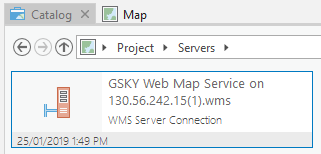 Catalog Map
Project Servers
GSKY Web Map Service on
130.56.242.15(1).wms
WMS Server Connection
25/01/2019 1:49 PM